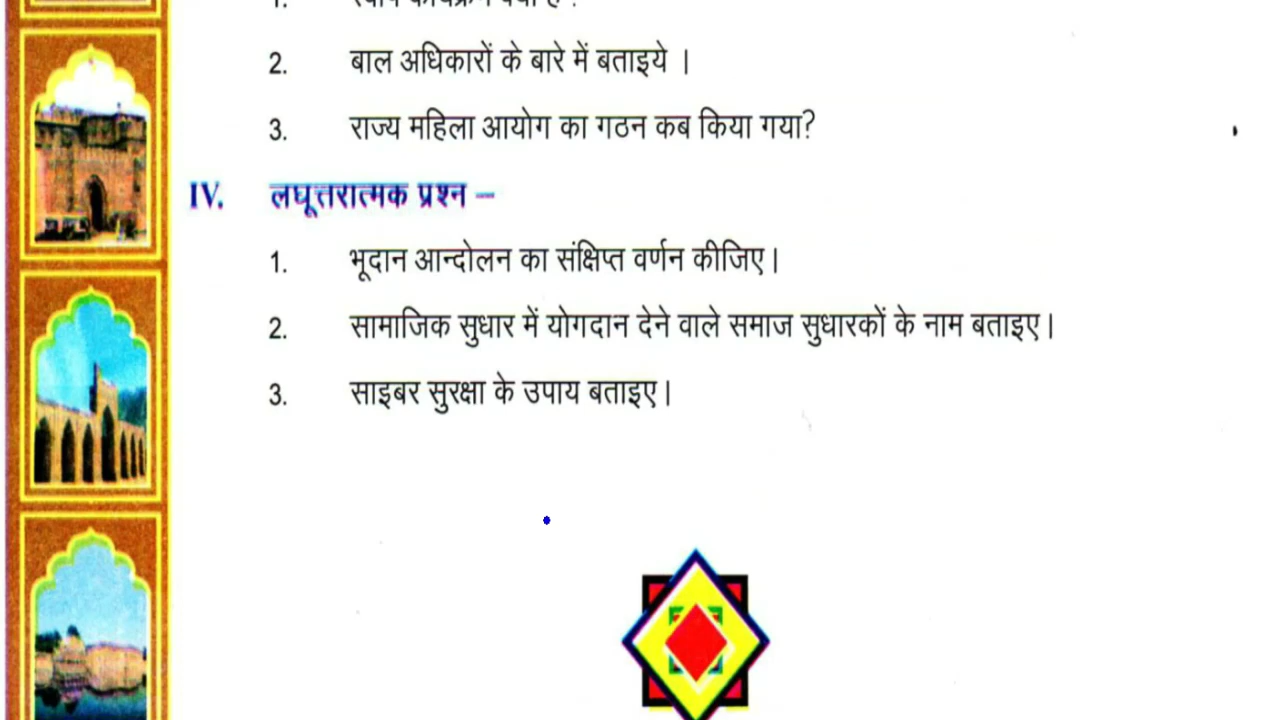 2. बाल अधिकारों के बारे में बताइये ।
3. राज्य महिला आयोग का गठन कब किया गया?
IV. लघूत्तरात्मक प्रश्न –
1. भूदान आन्दोलन का संक्षिप्त वर्णन कीजिए।
2. सामाजिक सुधार में योगदान देने वाले समाज सुधारकों के नाम बताइए।
3. साइबर सुरक्षा के उपाय बताइए।